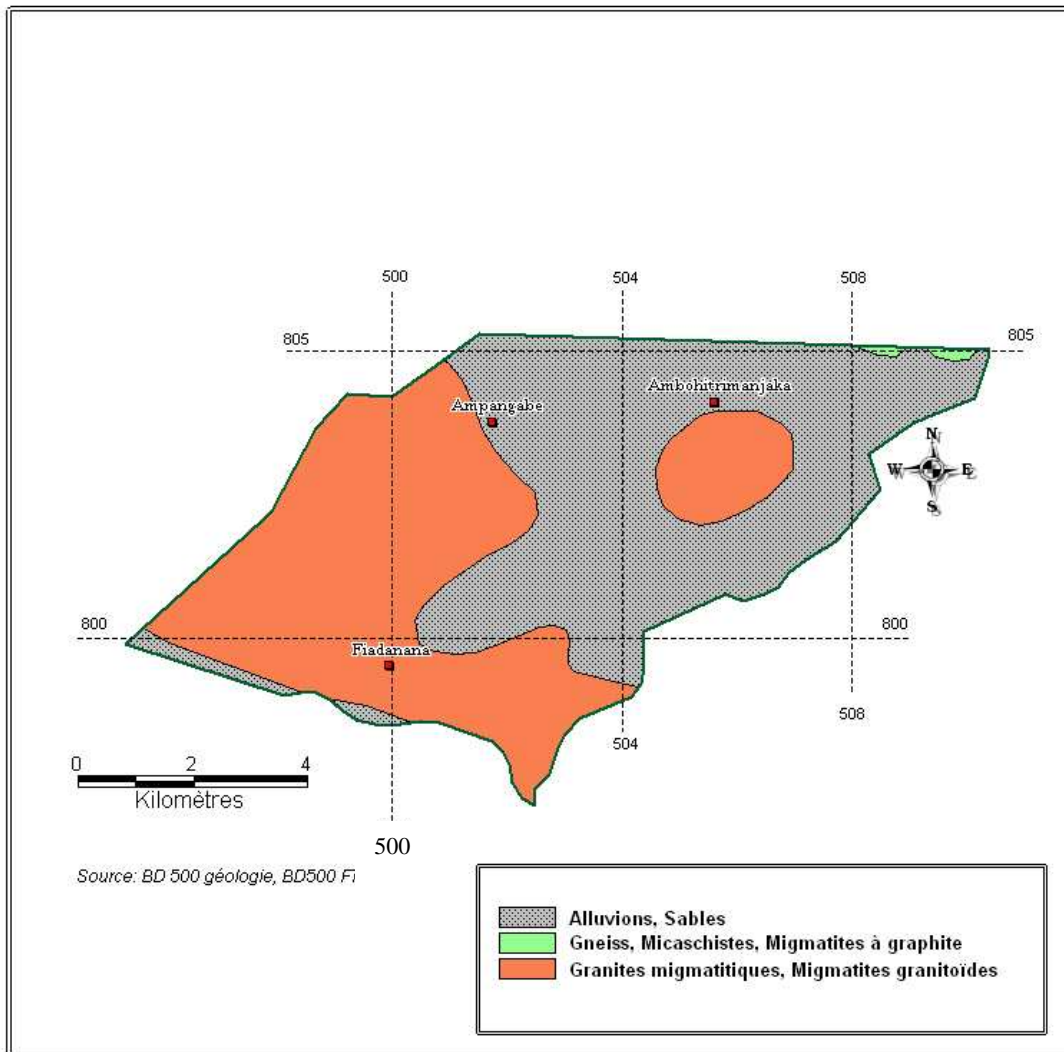 500
504
508
805
805
Ambohitrimanjaka
Ampangabe
N
W
E
S
800
800
Fiadanana
508
504
0
2
4
Kilomètres
500
Source: BD 500 géologie, BD500
Alluvions, Sables
Gneiss, Micaschistes, Migmatites à graphite
Granites migmatitiques, Migmatites granitoïdes